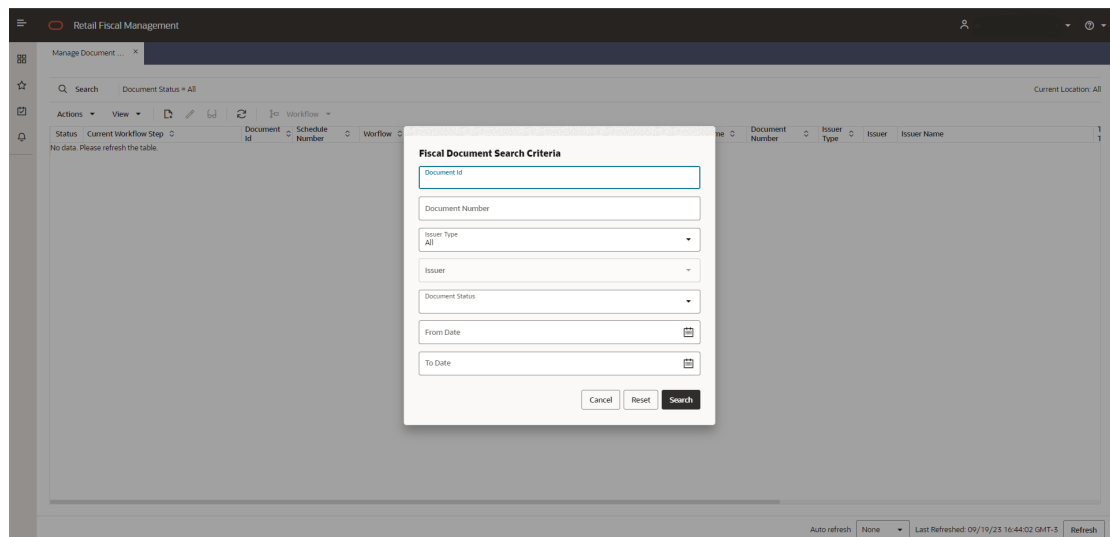 Retail Fiscal Management
Manage Document .... ×
Search Document Status = All Current Location: All
Actions View Workflow
Status Current Workflow Step Document Id Schedule Number Worflow me Document Number Issuer Type Issuer Issuer Name
No data. Please refresh the table.
Fiscal Document Search Criteria
Document Id
Document Number
Issuer Type
All
Issuer
Document Status
From Date
To Date
Cancel Reset Search
Auto refresh None Last Refreshed: 09/19/23 16:44:02 GMT-3 Refresh